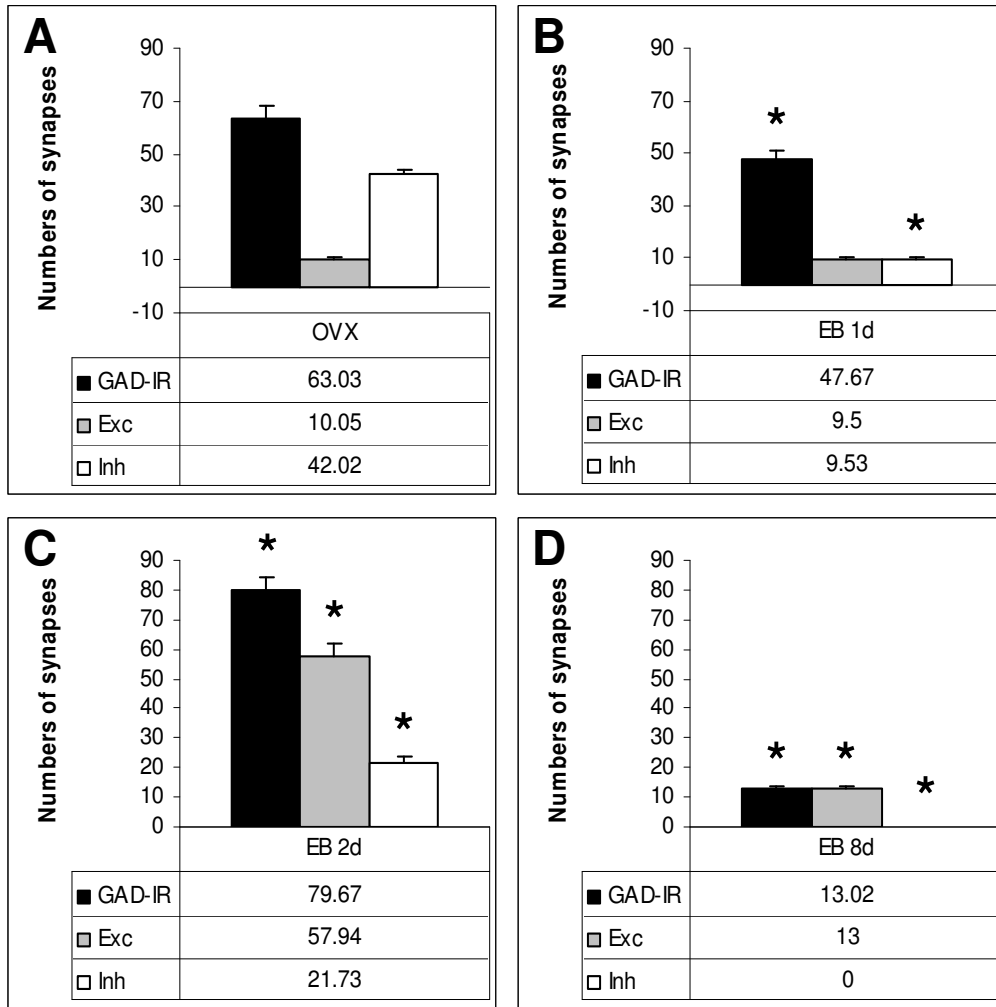 A
Numbers of synapses
90
70
50
30
10
-10
OVX
GAD-IR 63.03
Exc 10.05
Inh 42.02
B
Numbers of synapses
90
70
50
30
10
-10
*
*
EB 1d
GAD-IR 47.67
Exc 9.5
Inh 9.53
C
Numbers of synapses
90
80
70
60
50
40
30
20
10
0
*
*
*
EB 2d
GAD-IR 79.67
Exc 57.94
Inh 21.73
D
Numbers of synapses
90
80
70
60
50
40
30
20
10
0
* * *
EB 8d
GAD-IR 13.02
Exc 13
Inh 0